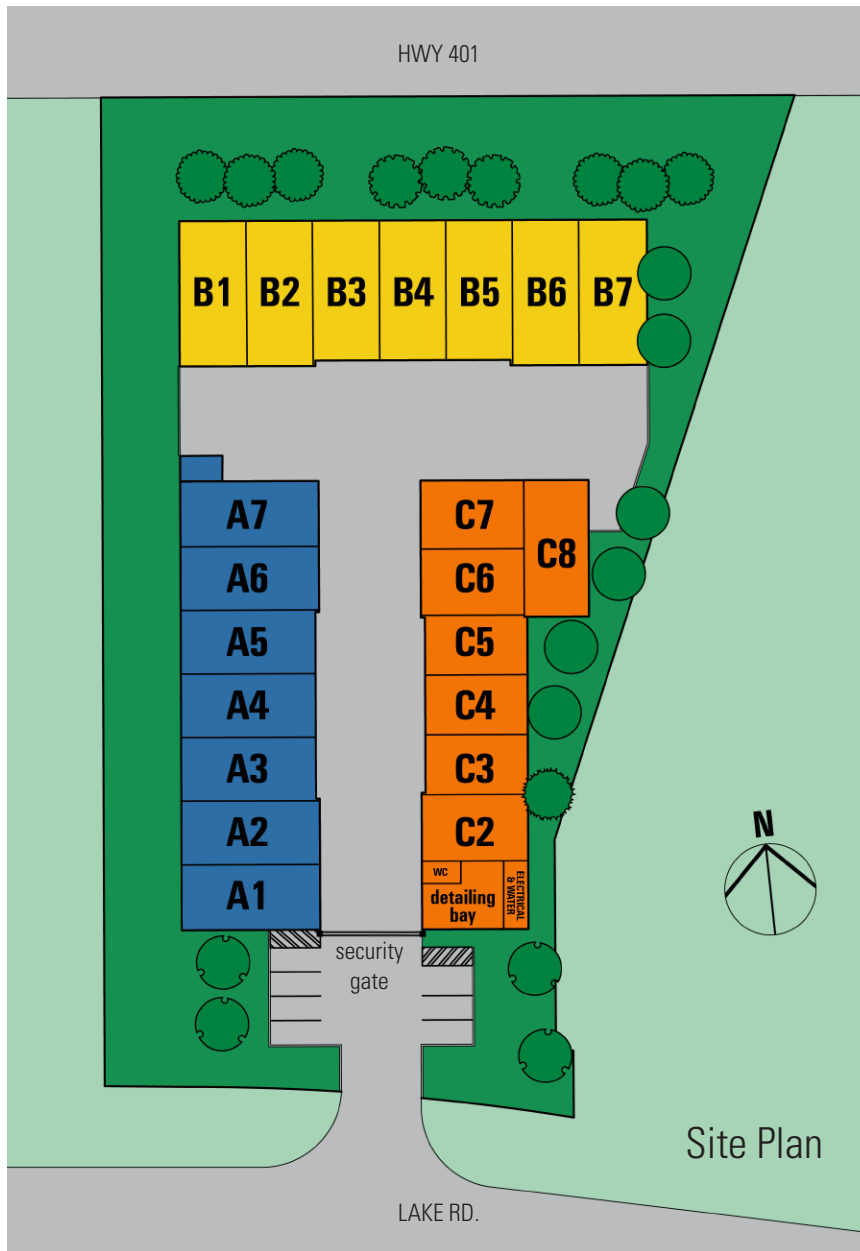 HWY 401
B1 B2 B3 B4 B5 B6 B7
A7
A6
A5
A4
A3
A2
A1
C7
C6
C8
C5
C4
C3
C2
WC
detailing
bay
ELECTRICAL
& WATER
security
gate
N
Site Plan
LAKE RD.